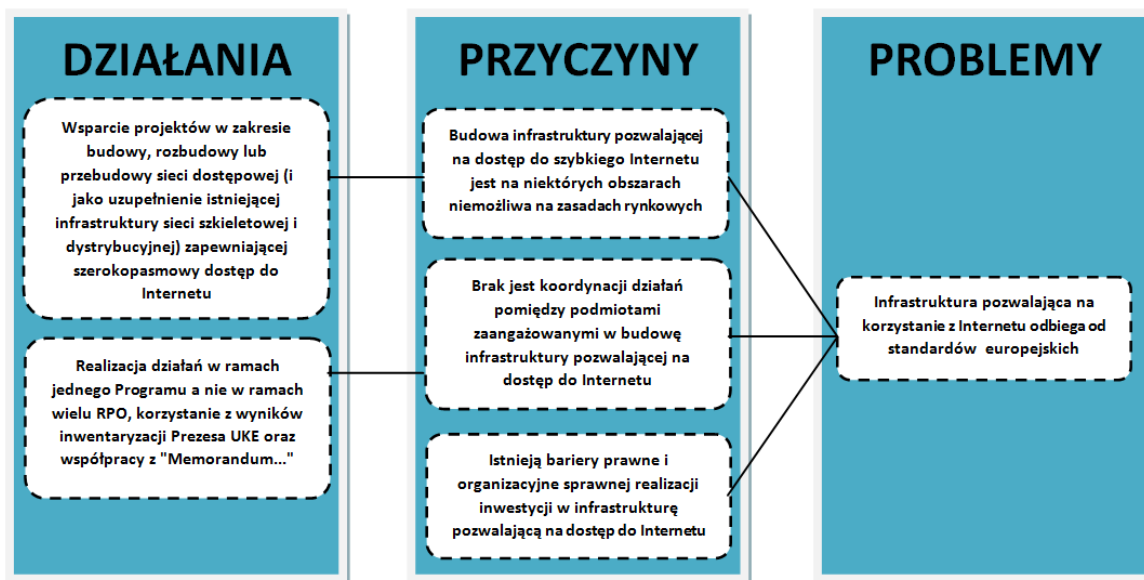 DZIAŁANIA
Wsparcie projektów w zakresie
budowy, rozbudowy lub
przebudowy sieci dostępowej (i
jako uzupełnienie istniejącej
infrastruktury sieci szkieletowej i
dystrybucyjnej) zapewniającej
szerokopasmowy dostęp do
Internetu
Realizacja działań w ramach
jednego Programu a nie w ramach
wielu RPO, korzystanie z wyników
inwentaryzacji Prezesa UKE oraz
współpracy z "Memorandum..."
PRZYCZYNY
Budowa infrastruktury pozwalającej
na dostęp do szybkiego Internetu
jest na niektórych obszarach
niemożliwa na zasadach rynkowych
Brak jest koordynacji działań
pomiędzy podmiotami
zaangażowanymi w budowę
infrastruktury pozwalającej na
dostęp do Internetu
Istnieją bariery prawne i
organizacyjne sprawnej realizacji
inwestycji w infrastrukturę
pozwalającą na dostęp do Internetu
PROBLEMY
Infrastruktura pozwalająca na
korzystanie z Internetu odbiega od
standardów europejskich